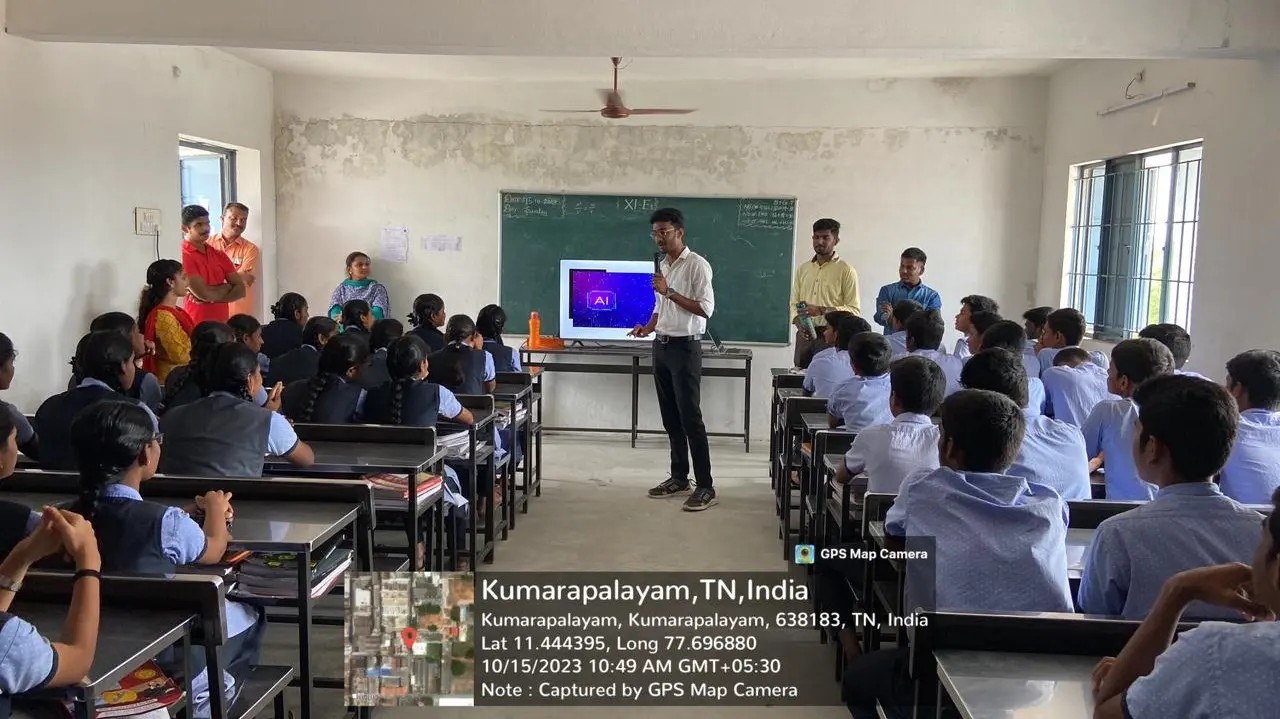 XI-E
AI
GPS Map Camera
Kumarapalayam,TN,India
Kumarapalayam, Kumarapalayam, 638183, TN, India
Lat 11.444395, Long 77.696880
10/15/2023 10:49 AM GMT+05:30
Note : Captured by GPS Map Camera